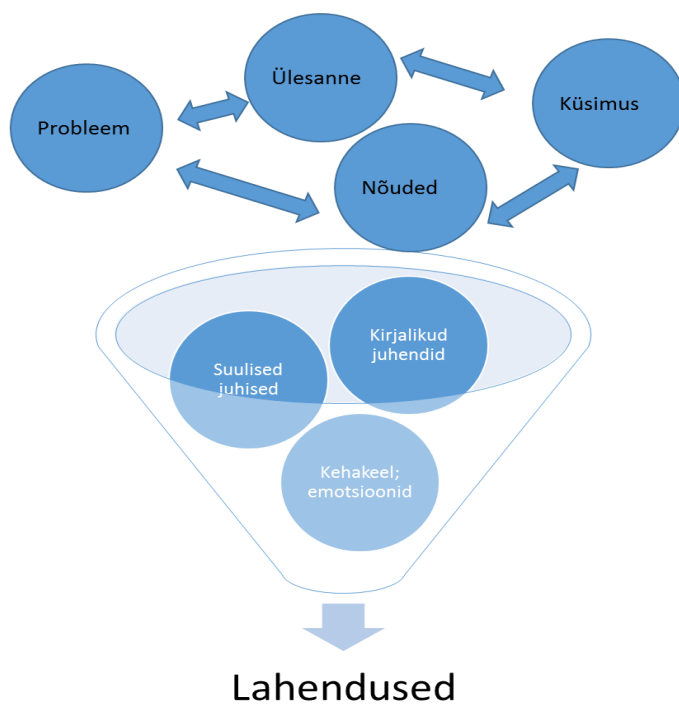 Ülesanne
Küsimus
Probleem
Nõuded
Kirjalikud
juhendid
Suulised
juhised
Kehakeel;
emotsioonid
Lahendused